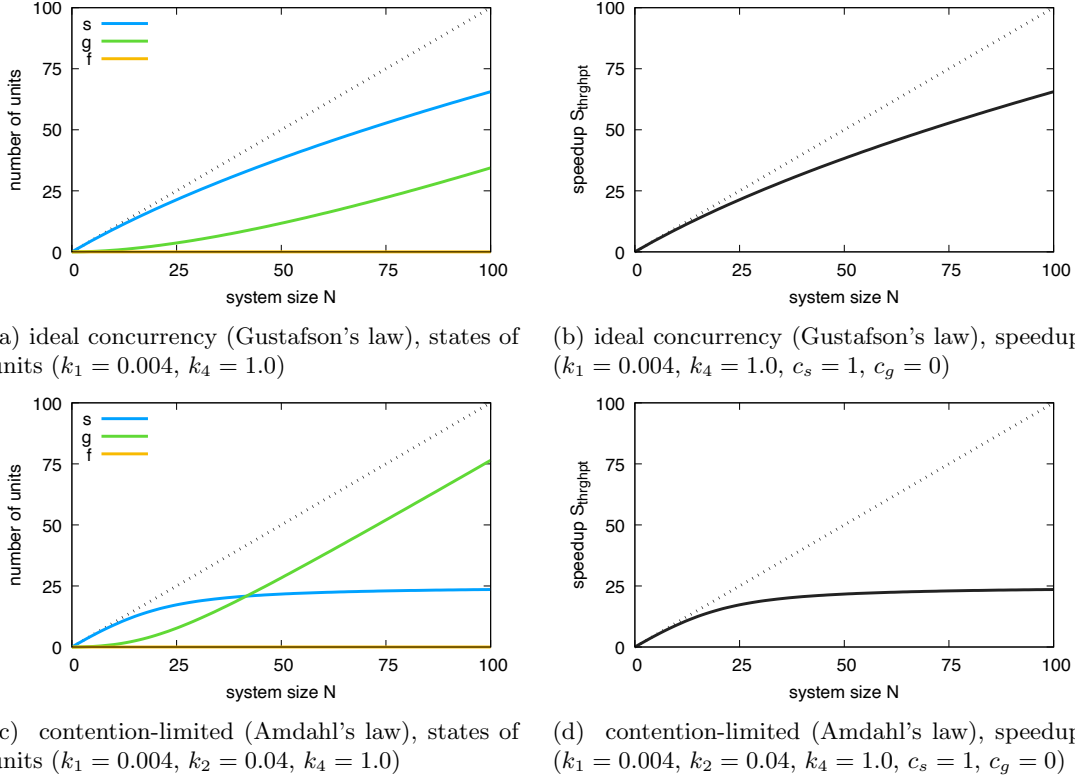 100
75
50
25
0
number of units
s
g
f
0 25 50 75 100
system size N
100
75
50
25
0
speedup S_thrghpt
0 25 50 75 100
system size N
a) ideal concurrency (Gustafson's law), states of
units (k₁ = 0.004, k₄ = 1.0)
(b) ideal concurrency (Gustafson's law), speedup
(k₁ = 0.004, k₄ = 1.0, c_s = 1, c_g = 0)
100
75
50
25
0
number of units
s
g
f
0 25 50 75 100
system size N
100
75
50
25
0
speedup S_thrghpt
0 25 50 75 100
system size N
c) contention-limited (Amdahl's law), states of
units (k₁ = 0.004, k₂ = 0.04, k₄ = 1.0)
(d) contention-limited (Amdahl's law), speedup
(k₁ = 0.004, k₂ = 0.04, k₄ = 1.0, c_s = 1, c_g = 0)